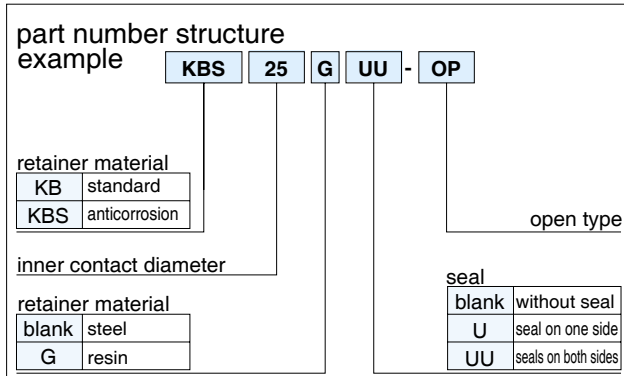 part number structure
example
KBS 25 G UU - OP
retainer material
KB standard
KBS anticorrosion
open type
inner contact diameter
seal
retainer material
blank steel
G resin
blank without seal
U seal on one side
UU seals on both sides